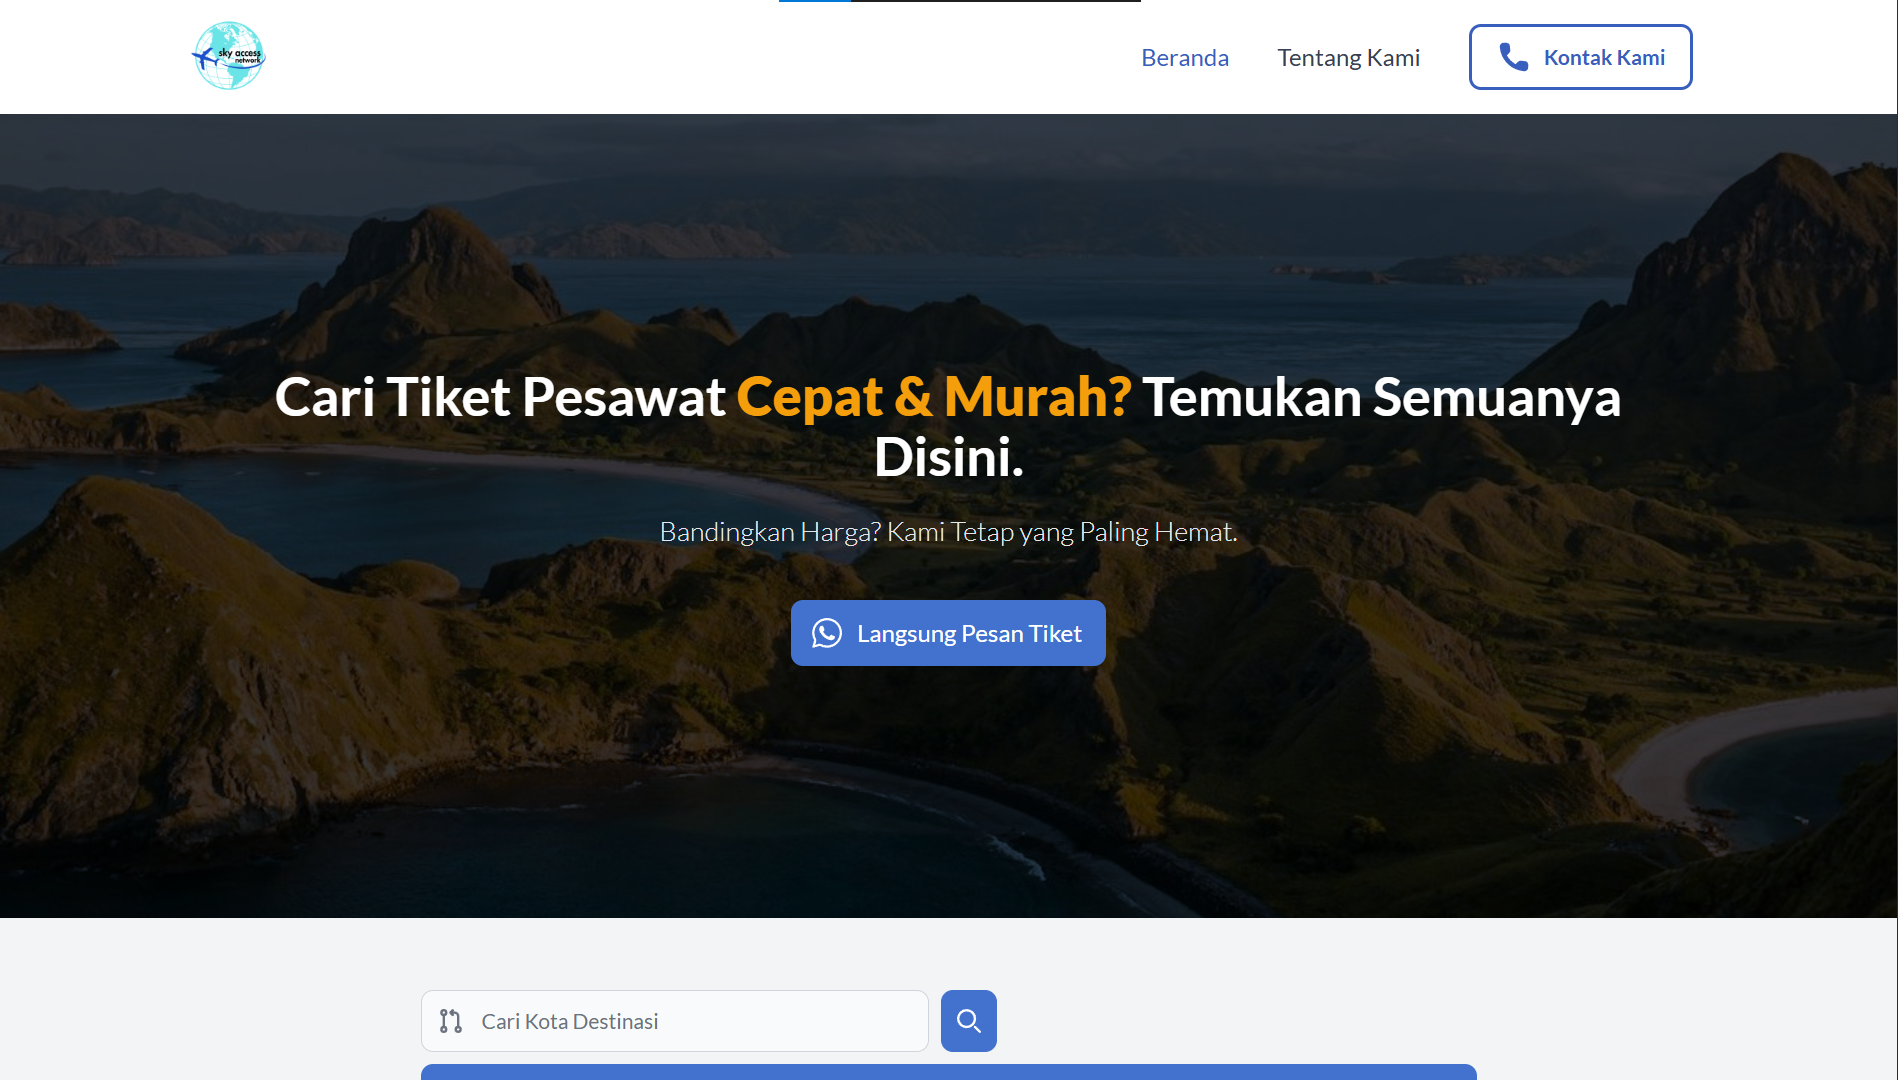 sky access
network
Beranda
Tentang Kami
Kontak Kami
Cari Tiket Pesawat Cepat & Murah? Temukan Semuanya
Disini.
Bandingkan Harga? Kami Tetap yang Paling Hemat.
Langsung Pesan Tiket
Cari Kota Destinasi